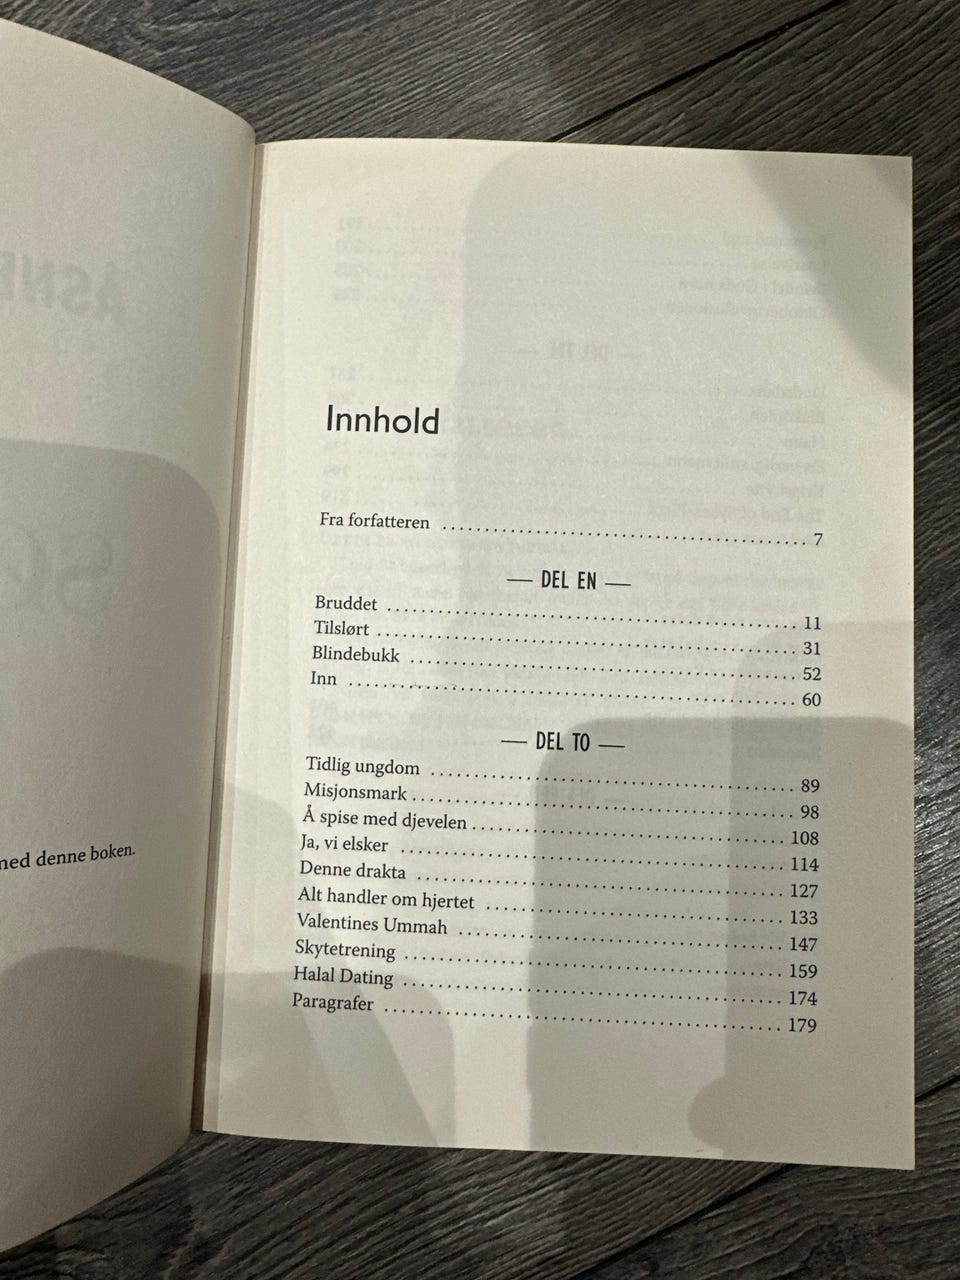 med denne boken.
Innhold
Fra forfatteren 7
— DEL EN —
Bruddet 11
Tilslørt 31
Blindebukk 52
Inn 60
— DEL TO —
Tidlig ungdom 89
Misjonsmark 98
Å spise med djevelen 108
Ja, vi elsker 114
Denne drakta 127
Alt handler om hjertet 133
Valentines Ummah 147
Skytetrening 159
Halal Dating 174
Paragrafer 179